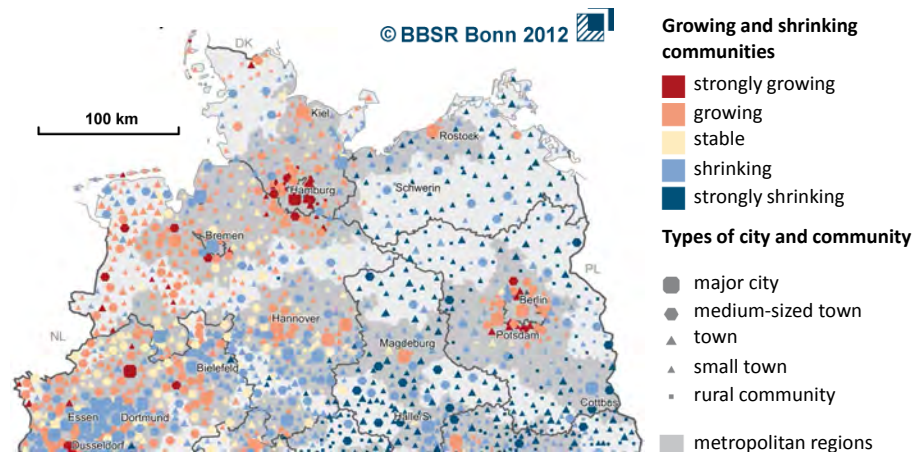 DK
© BBSR Bonn 2012
100 km
Kiel
Rostock
Hamburg
Schwerin
Bremen
PL
Berlin
NL
Hannover
Potsdam
Magdeburg
Bielefeld
Essen
Dortmund
Halle/S.
Cottbus
Dusseldorf
Growing and shrinking
communities
strongly growing
growing
stable
shrinking
strongly shrinking
Types of city and community
major city
medium-sized town
town
small town
rural community
metropolitan regions